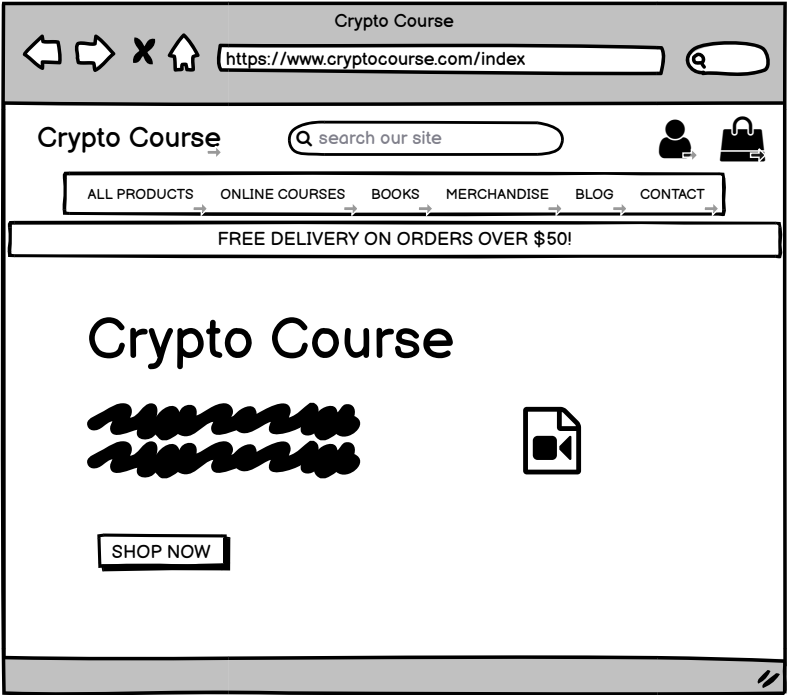 Crypto Course
https://www.cryptocourse.com/index
Crypto Course
search our site
ALL PRODUCTS ONLINE COURSES BOOKS MERCHANDISE BLOG CONTACT
FREE DELIVERY ON ORDERS OVER $50!
Crypto Course
SHOP NOW